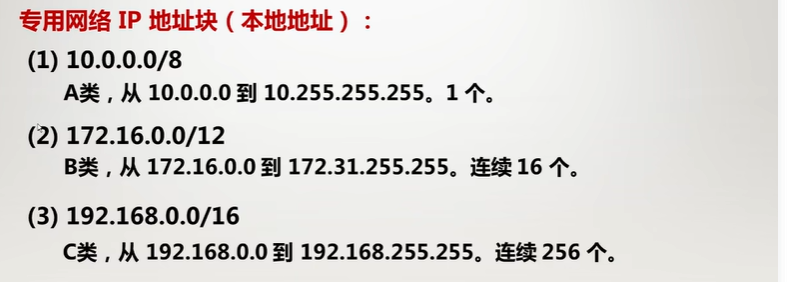 专用网络 IP 地址块（本地地址）：
(1) 10.0.0.0/8
A类，从 10.0.0.0 到 10.255.255.255。1 个。
(2) 172.16.0.0/12
B类，从 172.16.0.0 到 172.31.255.255。连续 16 个。
(3) 192.168.0.0/16
C类，从 192.168.0.0 到 192.168.255.255。连续 256 个。